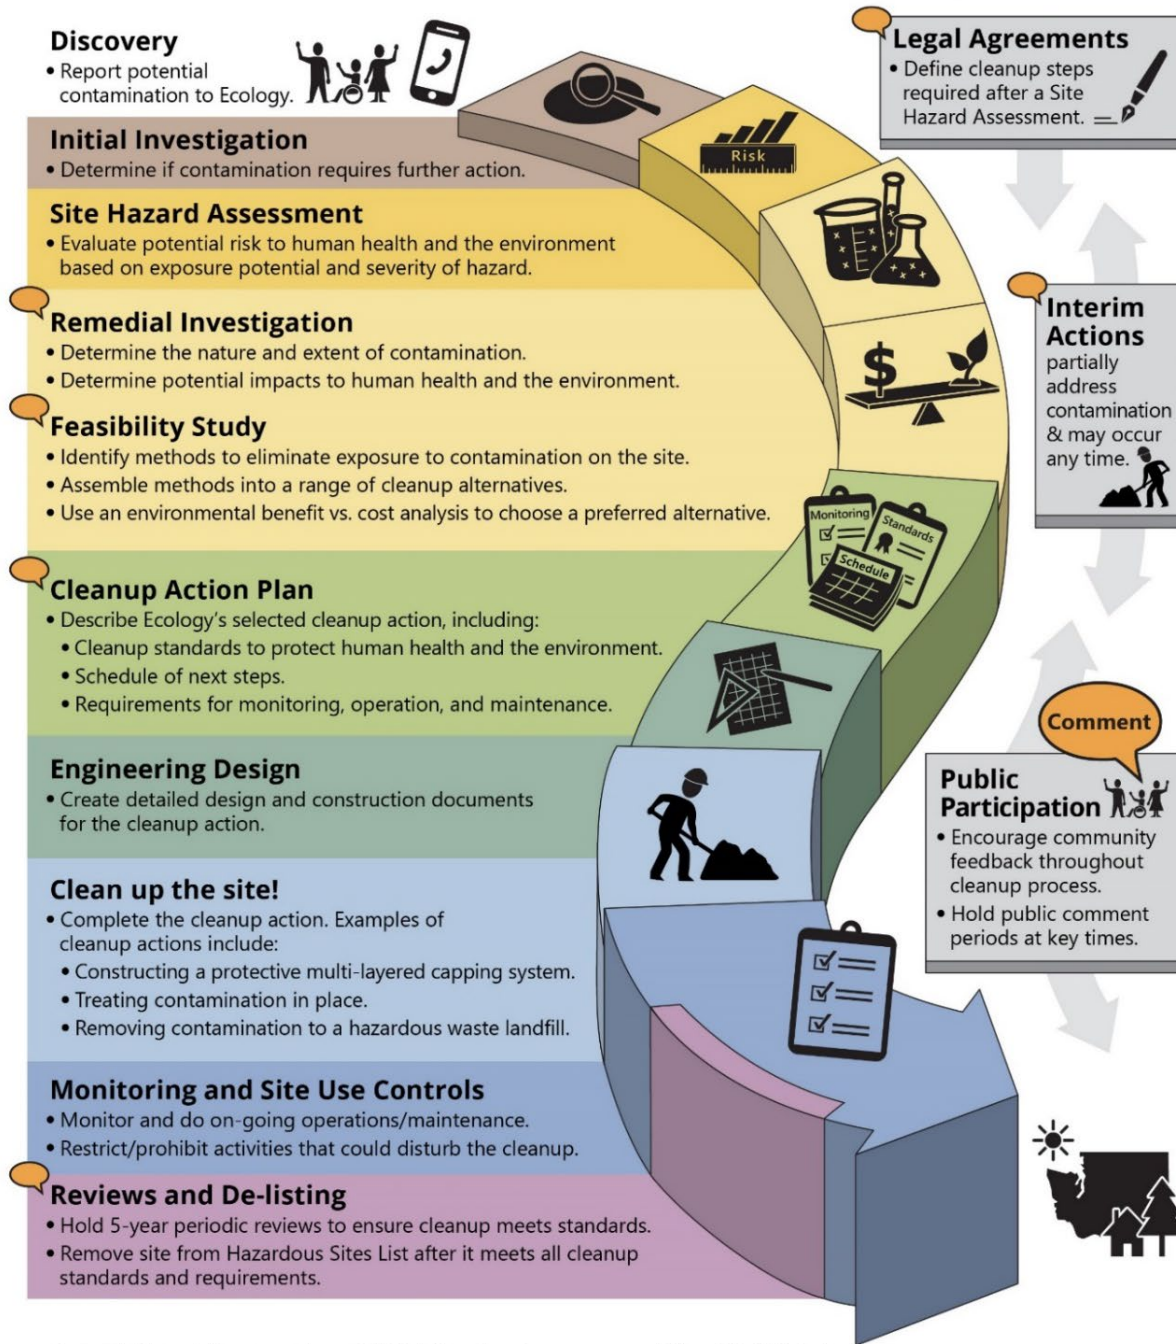 Discovery
• Report potential
contamination to Ecology.
Initial Investigation
• Determine if contamination requires further action.
Site Hazard Assessment
• Evaluate potential risk to human health and the environment
based on exposure potential and severity of hazard.
Remedial Investigation
• Determine the nature and extent of contamination.
• Determine potential impacts to human health and the environment.
Feasibility Study
• Identify methods to eliminate exposure to contamination on the site.
• Assemble methods into a range of cleanup alternatives.
• Use an environmental benefit vs. cost analysis to choose a preferred alternative.
Cleanup Action Plan
• Describe Ecology's selected cleanup action, including:
• Cleanup standards to protect human health and the environment.
• Schedule of next steps.
• Requirements for monitoring, operation, and maintenance.
Engineering Design
• Create detailed design and construction documents
for the cleanup action.
Clean up the site!
• Complete the cleanup action. Examples of
cleanup actions include:
• Constructing a protective multi-layered capping system.
• Treating contamination in place.
• Removing contamination to a hazardous waste landfill.
Monitoring and Site Use Controls
• Monitor and do on-going operations/maintenance.
• Restrict/prohibit activities that could disturb the cleanup.
Reviews and De-listing
• Hold 5-year periodic reviews to ensure cleanup meets standards.
• Remove site from Hazardous Sites List after it meets all cleanup
standards and requirements.
Risk
$
Monitoring
Standards
Schedule
Legal Agreements
• Define cleanup steps
required after a Site
Hazard Assessment.
Interim
Actions
partially
address
contamination
& may occur
any time.
Comment
Public
Participation
• Encourage community
feedback throughout
cleanup process.
• Hold public comment
periods at key times.